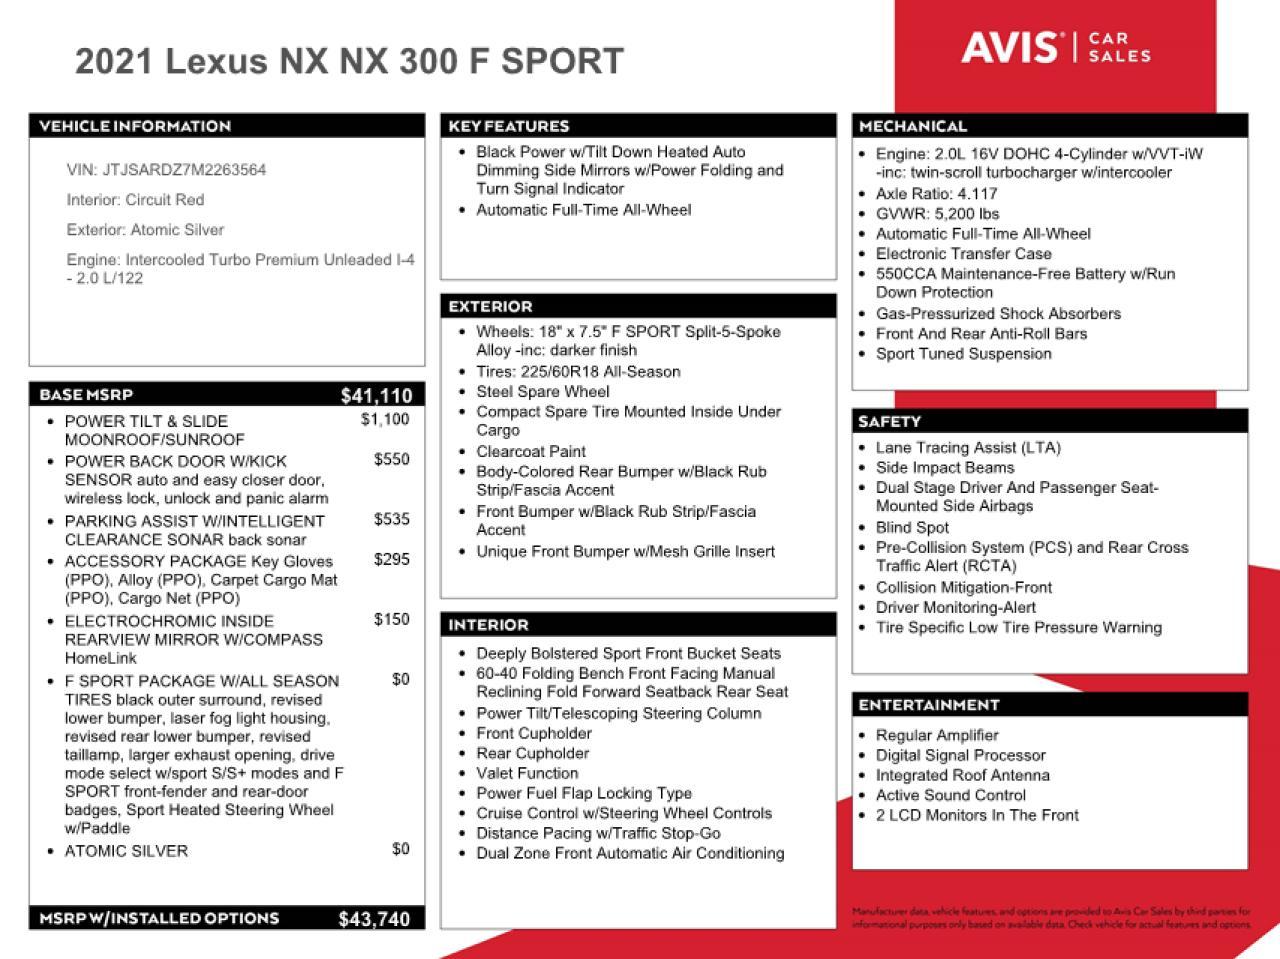 2021 Lexus NX NX 300 F SPORT
AVIS® | CAR SALES
VEHICLE INFORMATION
VIN: JTJSARDZ7M2263564
Interior: Circuit Red
Exterior: Atomic Silver
Engine: Intercooled Turbo Premium Unleaded I-4
- 2.0 L/122
BASE MSRP $41,110
• POWER TILT & SLIDE $1,100
MOONROOF/SUNROOF
• POWER BACK DOOR W/KICK $550
SENSOR auto and easy closer door,
wireless lock, unlock and panic alarm
• PARKING ASSIST W/INTELLIGENT $535
CLEARANCE SONAR back sonar
• ACCESSORY PACKAGE Key Gloves $295
(PPO), Alloy (PPO), Carpet Cargo Mat
(PPO), Cargo Net (PPO)
• ELECTROCHROMIC INSIDE $150
REARVIEW MIRROR W/COMPASS
HomeLink
• F SPORT PACKAGE W/ALL SEASON $0
TIRES black outer surround, revised
lower bumper, laser fog light housing,
revised rear lower bumper, revised
taillamp, larger exhaust opening, drive
mode select w/sport S/S+ modes and F
SPORT front-fender and rear-door
badges, Sport Heated Steering Wheel
w/Paddle
• ATOMIC SILVER $0
MSRP W/INSTALLED OPTIONS $43,740
KEY FEATURES
• Black Power w/Tilt Down Heated Auto
Dimming Side Mirrors w/Power Folding and
Turn Signal Indicator
• Automatic Full-Time All-Wheel
EXTERIOR
• Wheels: 18" x 7.5" F SPORT Split-5-Spoke
Alloy -inc: darker finish
• Tires: 225/60R18 All-Season
• Steel Spare Wheel
• Compact Spare Tire Mounted Inside Under
Cargo
• Clearcoat Paint
• Body-Colored Rear Bumper w/Black Rub
Strip/Fascia Accent
• Front Bumper w/Black Rub Strip/Fascia
Accent
• Unique Front Bumper w/Mesh Grille Insert
INTERIOR
• Deeply Bolstered Sport Front Bucket Seats
• 60-40 Folding Bench Front Facing Manual
Reclining Fold Forward Seatback Rear Seat
• Power Tilt/Telescoping Steering Column
• Front Cupholder
• Rear Cupholder
• Valet Function
• Power Fuel Flap Locking Type
• Cruise Control w/Steering Wheel Controls
• Distance Pacing w/Traffic Stop-Go
• Dual Zone Front Automatic Air Conditioning
MECHANICAL
• Engine: 2.0L 16V DOHC 4-Cylinder w/VVT-iW
-inc: twin-scroll turbocharger w/intercooler
• Axle Ratio: 4.117
• GVWR: 5,200 lbs
• Automatic Full-Time All-Wheel
• Electronic Transfer Case
• 550CCA Maintenance-Free Battery w/Run
Down Protection
• Gas-Pressurized Shock Absorbers
• Front And Rear Anti-Roll Bars
• Sport Tuned Suspension
SAFETY
• Lane Tracing Assist (LTA)
• Side Impact Beams
• Dual Stage Driver And Passenger Seat-
Mounted Side Airbags
• Blind Spot
• Pre-Collision System (PCS) and Rear Cross
Traffic Alert (RCTA)
• Collision Mitigation-Front
• Driver Monitoring-Alert
• Tire Specific Low Tire Pressure Warning
ENTERTAINMENT
• Regular Amplifier
• Digital Signal Processor
• Integrated Roof Antenna
• Active Sound Control
• 2 LCD Monitors In The Front
Manufacturer data, vehicle features, and options are provided to Avis Car Sales by third parties for
informational purposes only based on available data. Check vehicle for actual features and options.